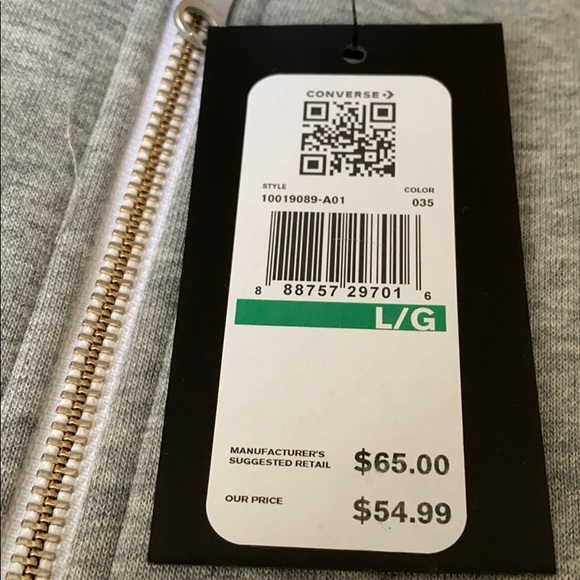 CONVERSE
STYLE COLOR
10019089-A01 035
8 88757 29701 6
L/G
MANUFACTURER'S
SUGGESTED RETAIL $65.00
OUR PRICE $54.99